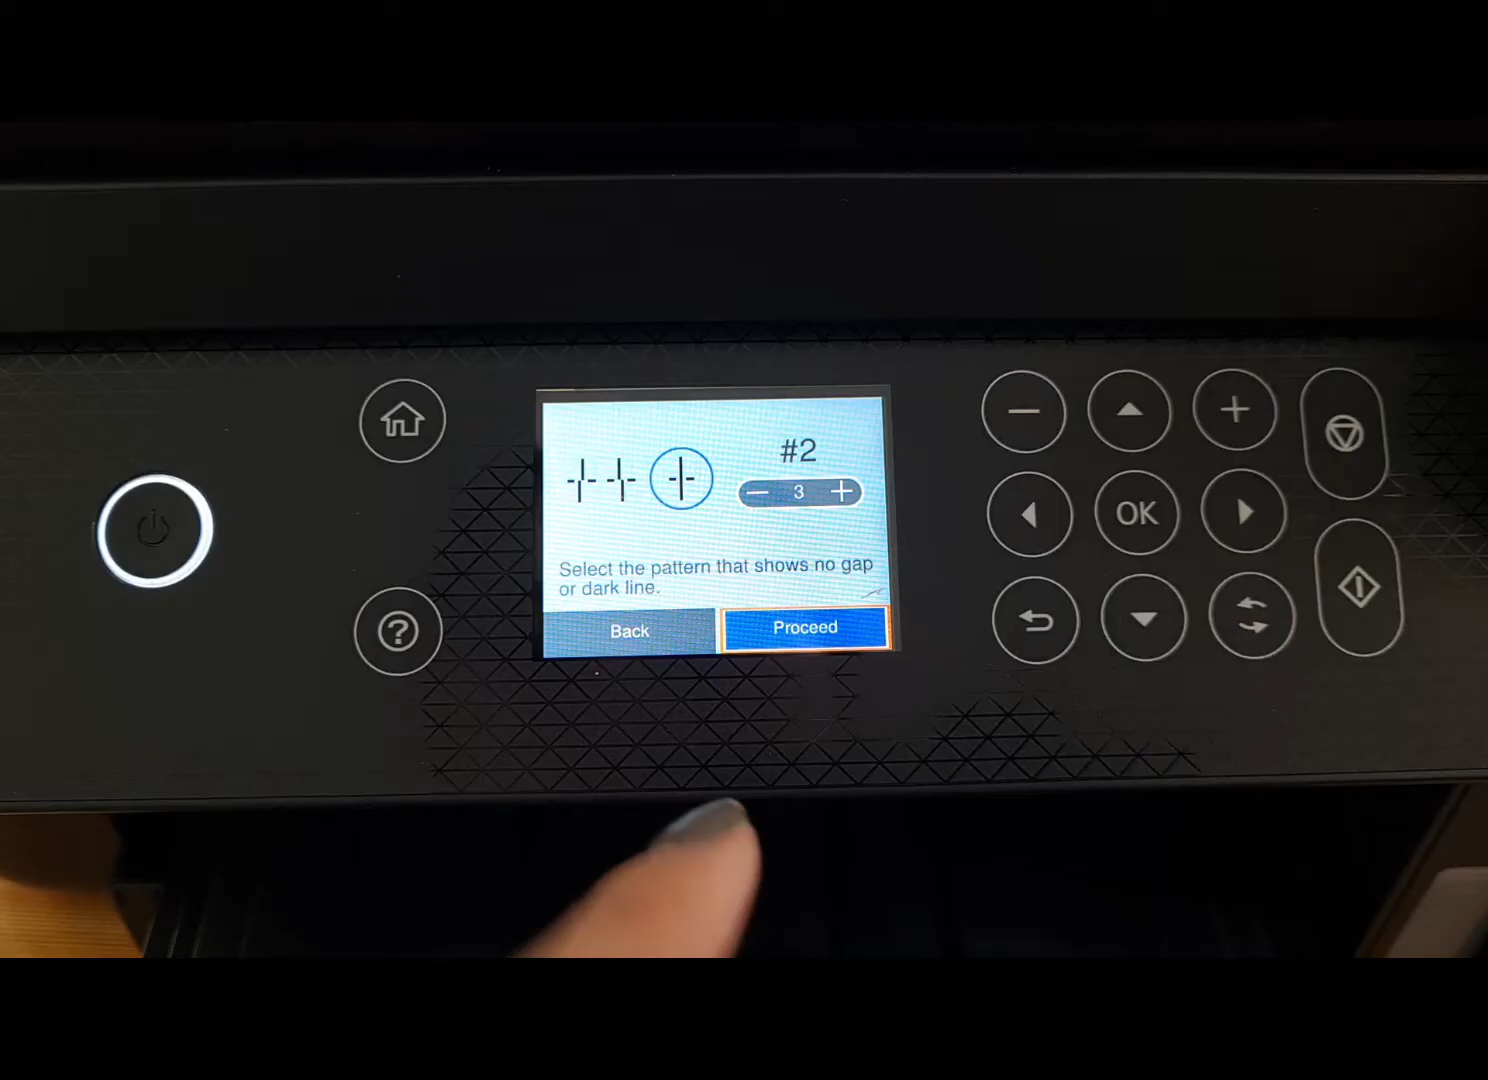 #2
3
Select the pattern that shows no gap
or dark line.
Back
Proceed
OK